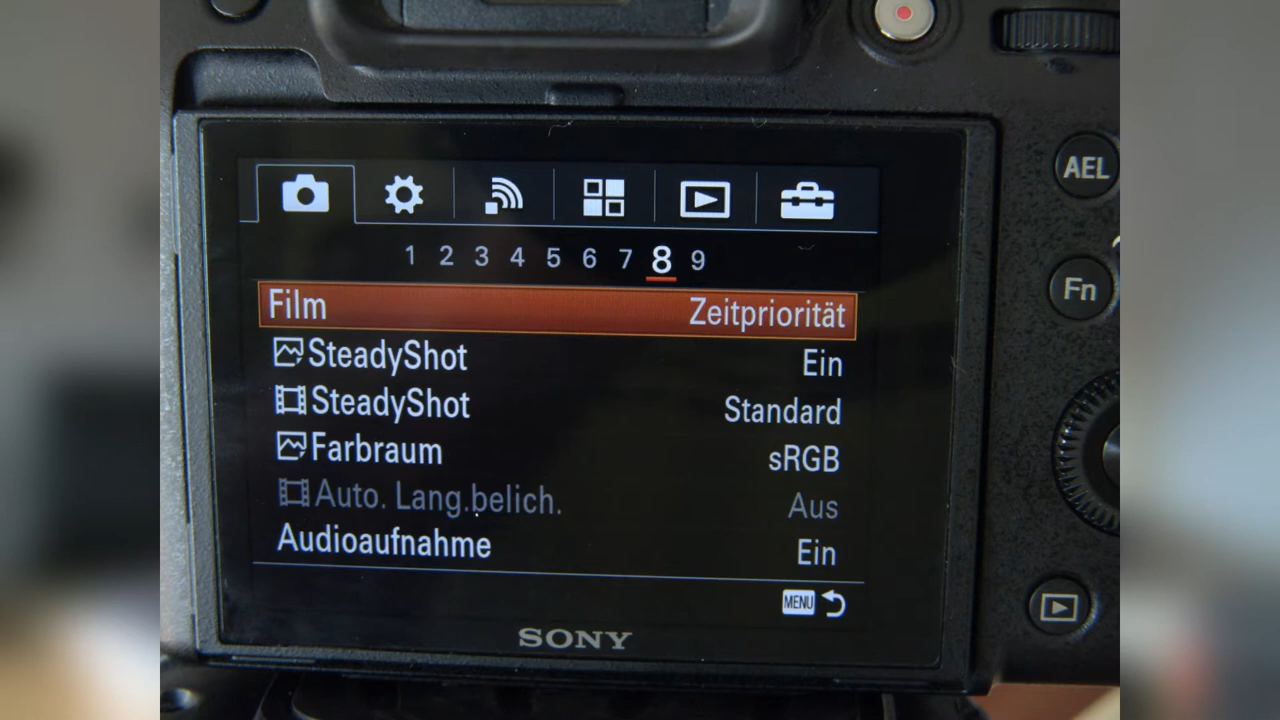 AEL
1 2 3 4 5 6 7 8 9
Film Zeitpriorität
Fn
SteadyShot Ein
SteadyShot Standard
Farbraum sRGB
Auto. Lang.belich. Aus
Audioaufnahme Ein
MENU
SONY